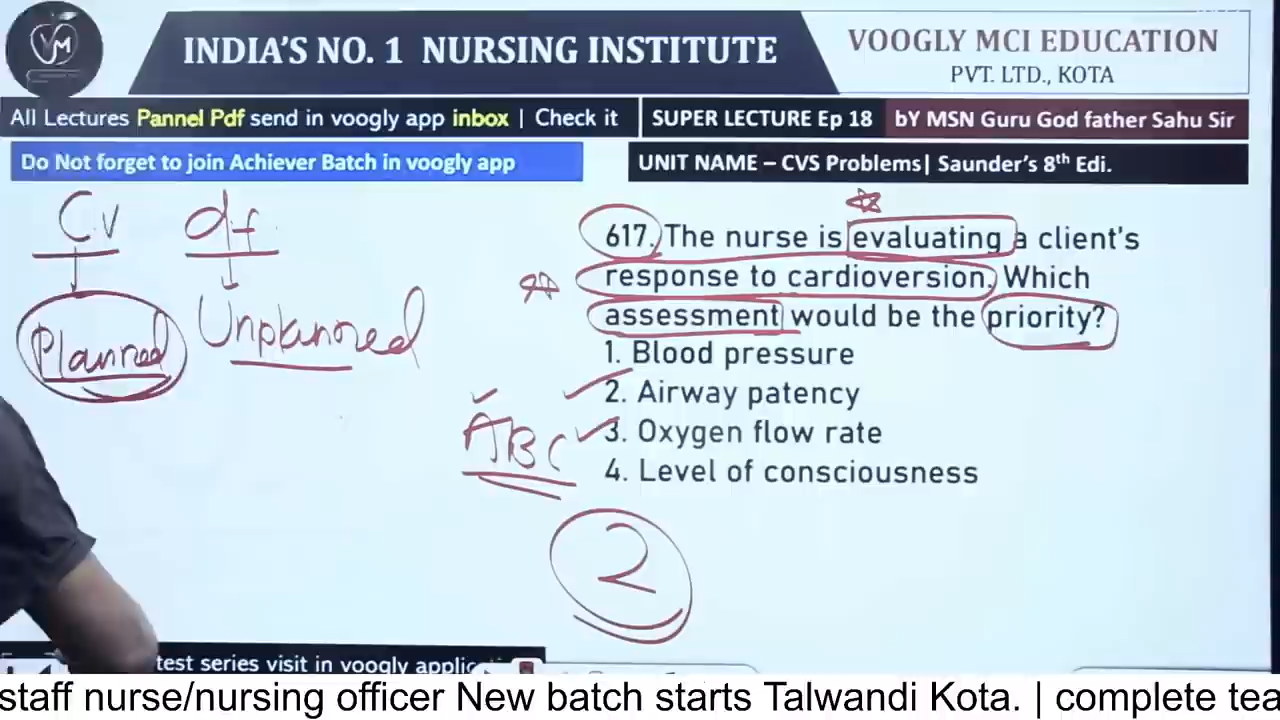 VM
INDIA'S NO. 1 NURSING INSTITUTE
VOOGLY MCI EDUCATION
PVT. LTD., KOTA
All Lectures Pannel Pdf send in voogly app inbox | Check it
SUPER LECTURE Ep 18
bY MSN Guru God father Sahu Sir
Do Not forget to join Achiever Batch in voogly app
UNIT NAME – CVS Problems| Saunder's 8th Edi.
Cv
df
Planned
Unplanned
617. The nurse is evaluating a client's
response to cardioversion. Which
assessment would be the priority?
1. Blood pressure
2. Airway patency
3. Oxygen flow rate
4. Level of consciousness
ABC
2
test series visit in voogly applic
staff nurse/nursing officer New batch starts Talwandi Kota. | complete tea